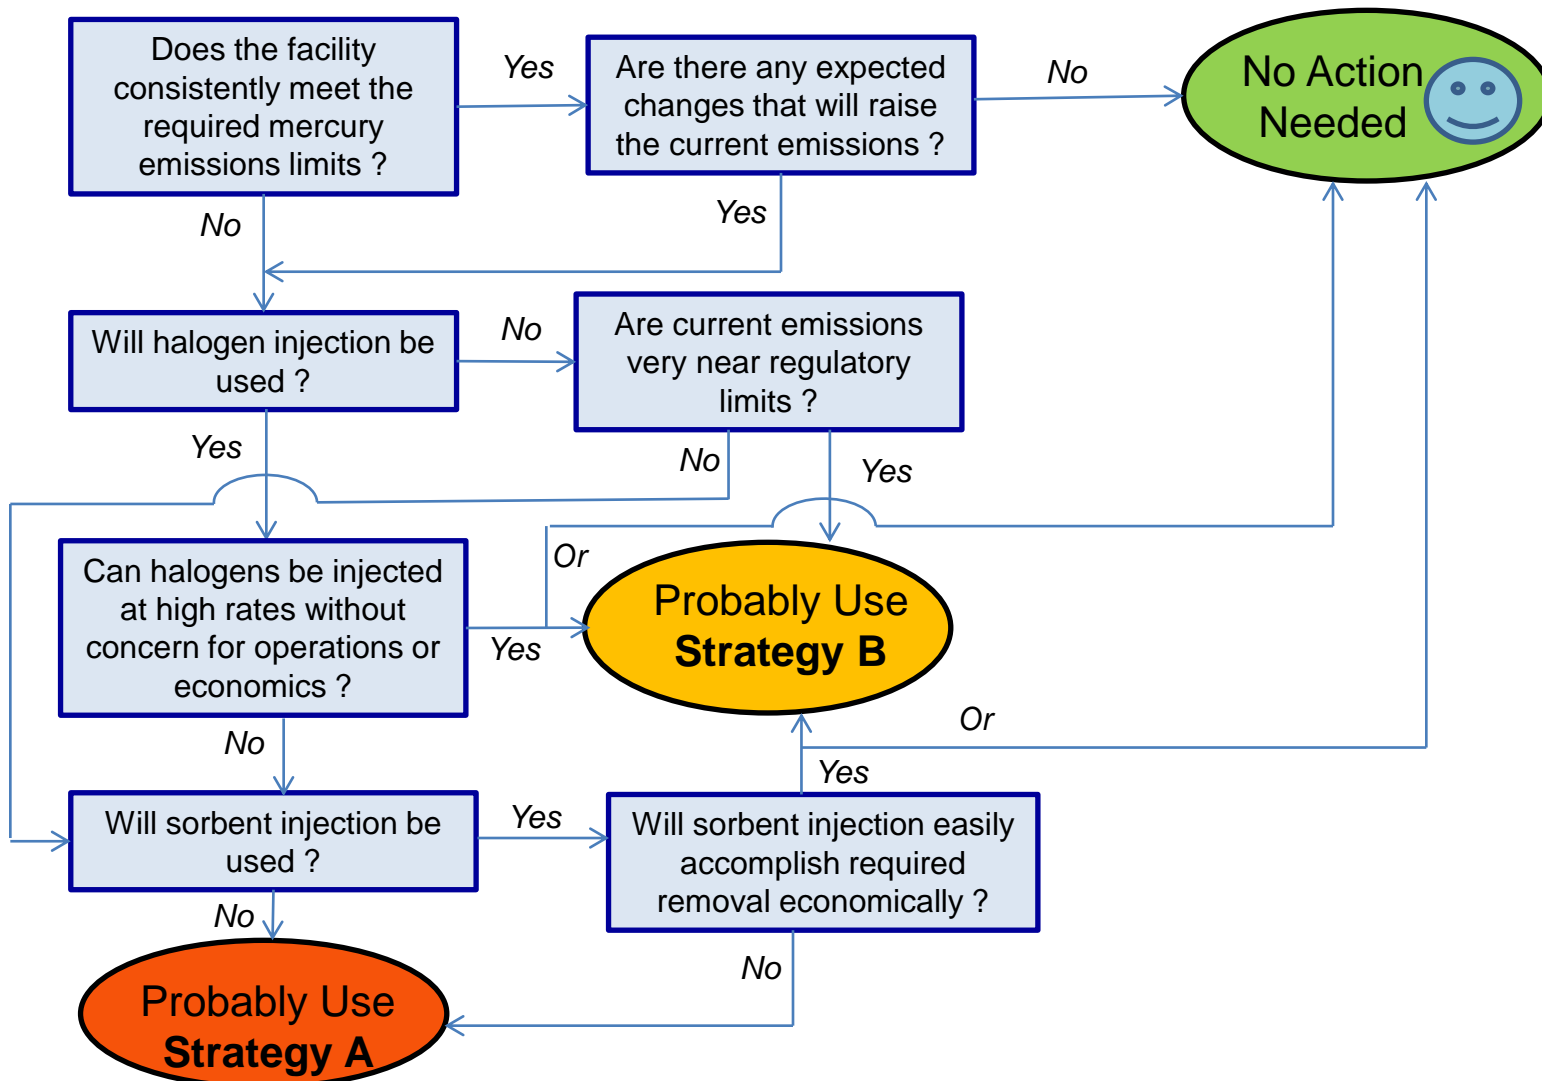 Does the facility
consistently meet the
required mercury
emissions limits ?
Yes
Are there any expected
changes that will raise
the current emissions ?
No
No Action
Needed
No
Yes
Will halogen injection be
used ?
No
Are current emissions
very near regulatory
limits ?
Yes
No
Yes
Can halogens be injected
at high rates without
concern for operations or
economics ?
Or
Yes
Probably Use
Strategy B
No
Or
Yes
Will sorbent injection be
used ?
Yes
Will sorbent injection easily
accomplish required
removal economically ?
No
No
Probably Use
Strategy A